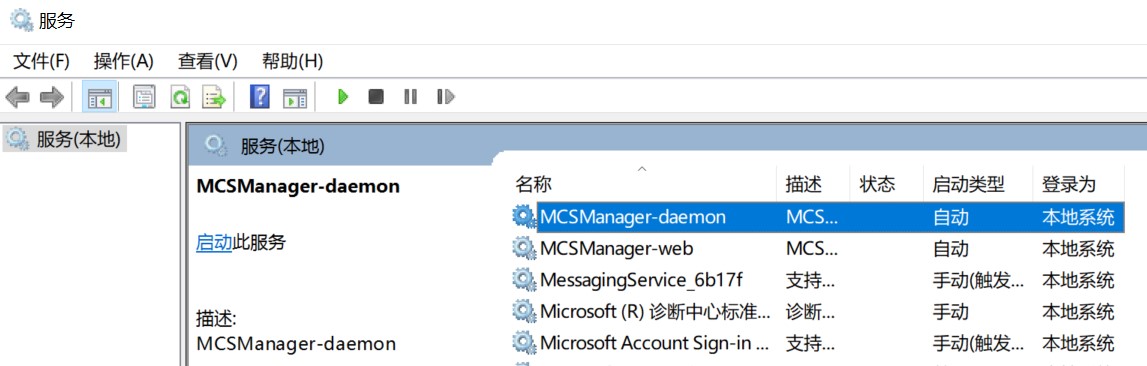 服务
文件(F) 操作(A) 查看(V) 帮助(H)
服务(本地)
服务(本地)
MCSManager-daemon
启动此服务
描述:
MCSManager-daemon
名称 描述 状态 启动类型 登录为
MCSManager-daemon MCS... 自动 本地系统
MCSManager-web MCS... 自动 本地系统
MessagingService_6b17f 支持... 手动(触发... 本地系统
Microsoft (R) 诊断中心标准... 诊断... 手动 本地系统
Microsoft Account Sign-in ... 支持... 手动(触发... 本地系统